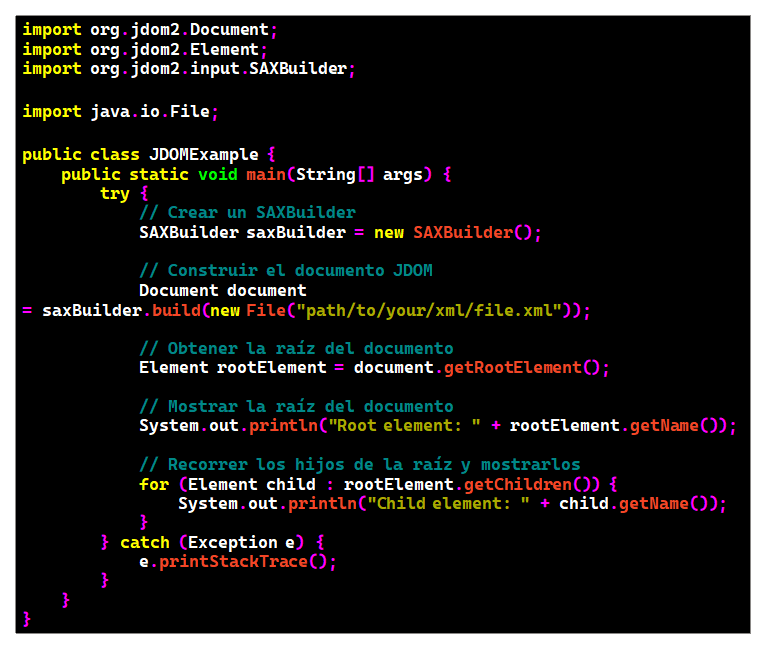 import org.jdom2.Document;
import org.jdom2.Element;
import org.jdom2.input.SAXBuilder;

import java.io.File;

public class JDOMExample {
    public static void main(String[] args) {
        try {
            // Crear un SAXBuilder
            SAXBuilder saxBuilder = new SAXBuilder();

            // Construir el documento JDOM
            Document document
= saxBuilder.build(new File("path/to/your/xml/file.xml"));

            // Obtener la raíz del documento
            Element rootElement = document.getRootElement();

            // Mostrar la raíz del documento
            System.out.println("Root element: " + rootElement.getName());

            // Recorrer los hijos de la raíz y mostrarlos
            for (Element child : rootElement.getChildren()) {
                System.out.println("Child element: " + child.getName());
            }
        } catch (Exception e) {
            e.printStackTrace();
        }
    }
}